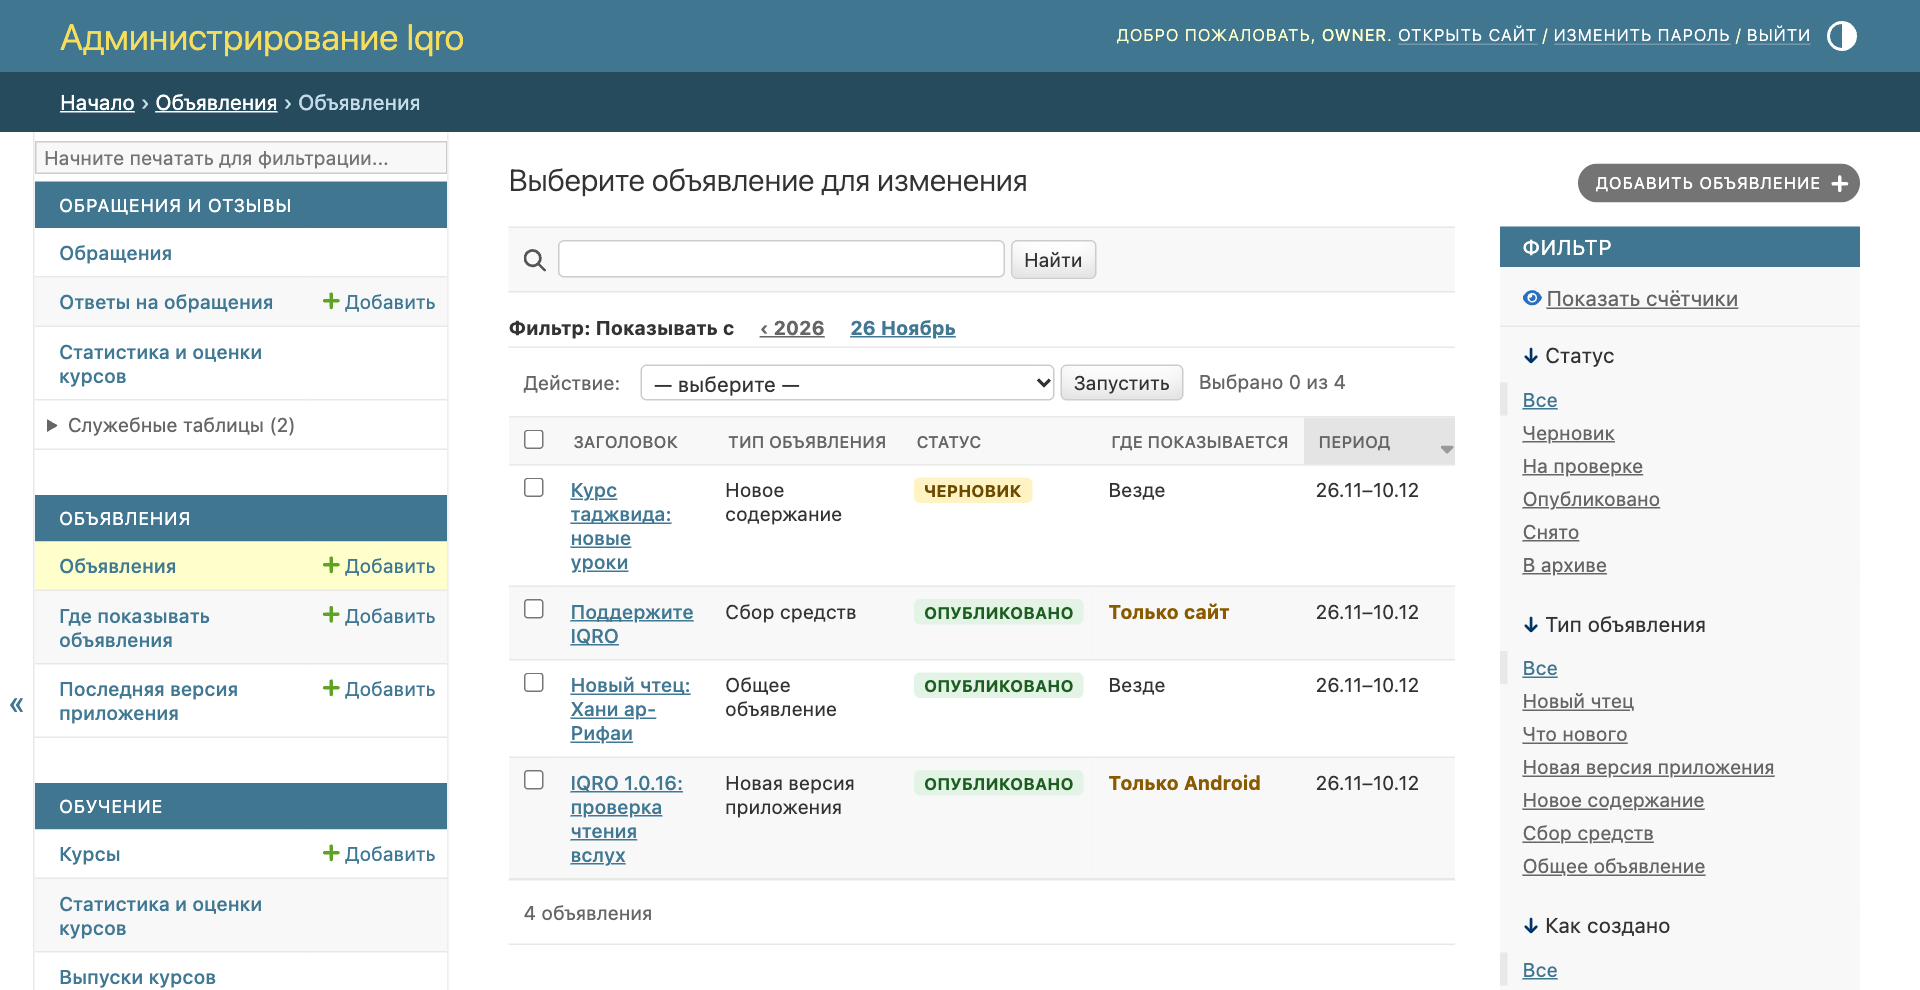 Администрирование Iqro
ДОБРО ПОЖАЛОВАТЬ, OWNER. ОТКРЫТЬ САЙТ / ИЗМЕНИТЬ ПАРОЛЬ / ВЫЙТИ
Начало › Объявления › Объявления
Начните печатать для фильтрации...
ОБРАЩЕНИЯ И ОТЗЫВЫ
Обращения
Ответы на обращения Добавить
Статистика и оценки
курсов
Служебные таблицы (2)
ОБЪЯВЛЕНИЯ
Объявления Добавить
Где показывать Добавить
объявления
Последняя версия Добавить
приложения
«
ОБУЧЕНИЕ
Курсы Добавить
Статистика и оценки
курсов
Выпуски курсов
Выберите объявление для изменения
ДОБАВИТЬ ОБЪЯВЛЕНИЕ
Найти
Фильтр: Показывать с ‹ 2026 26 Ноябрь
Действие: — выберите — Запустить Выбрано 0 из 4
ЗАГОЛОВОК ТИП ОБЪЯВЛЕНИЯ СТАТУС ГДЕ ПОКАЗЫВАЕТСЯ ПЕРИОД
Курс Новое ЧЕРНОВИК Везде 26.11–10.12
таджвида: содержание
новые
уроки
Поддержите Сбор средств ОПУБЛИКОВАНО Только сайт 26.11–10.12
IQRO
Новый чтец: Общее ОПУБЛИКОВАНО Везде 26.11–10.12
Хани ар- объявление
Рифаи
IQRO 1.0.16: Новая версия ОПУБЛИКОВАНО Только Android 26.11–10.12
проверка приложения
чтения
вслух
4 объявления
ФИЛЬТР
Показать счётчики
Статус
Все
Черновик
На проверке
Опубликовано
Снято
В архиве
Тип объявления
Все
Новый чтец
Что нового
Новая версия приложения
Новое содержание
Сбор средств
Общее объявление
Как создано
Все